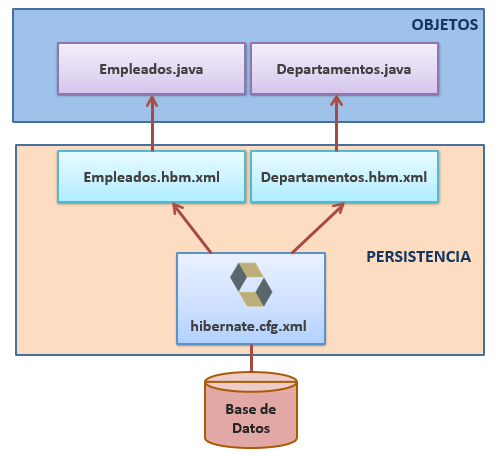 OBJETOS
Empleados.java
Departamentos.java
Empleados.hbm.xml
Departamentos.hbm.xml
PERSISTENCIA
hibernate.cfg.xml
Base de
Datos